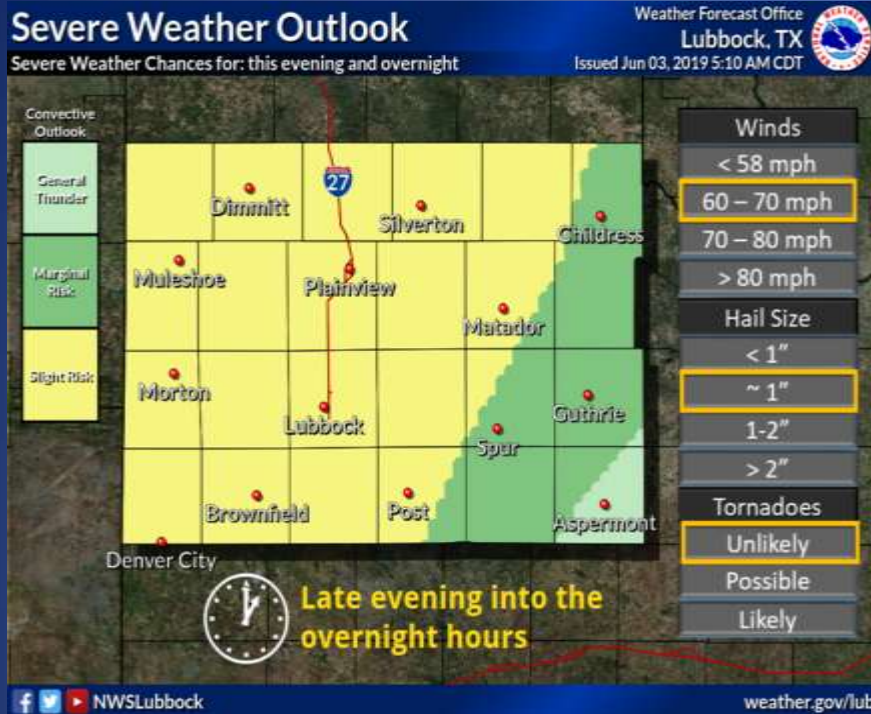 Severe Weather Outlook
Severe Weather Chances for: this evening and overnight
Weather Forecast Office
Lubbock, TX
Issued Jun 03, 2019 5:10 AM CDT
Convective
Outlook
General
Thunder
Marginal
Risk
Slight Risk
27
Dimmitt
Silverton
Childress
Muleshoe
Plainview
Matador
Morton
Lubbock
Guthrie
Spur
Brownfield
Post
Aspermont
Denver City
Winds
< 58 mph
60 – 70 mph
70 – 80 mph
> 80 mph
Hail Size
< 1”
~ 1”
1-2”
> 2”
Tornadoes
Unlikely
Possible
Likely
Late evening into the
overnight hours
NWSLubbock
weather.gov/lub